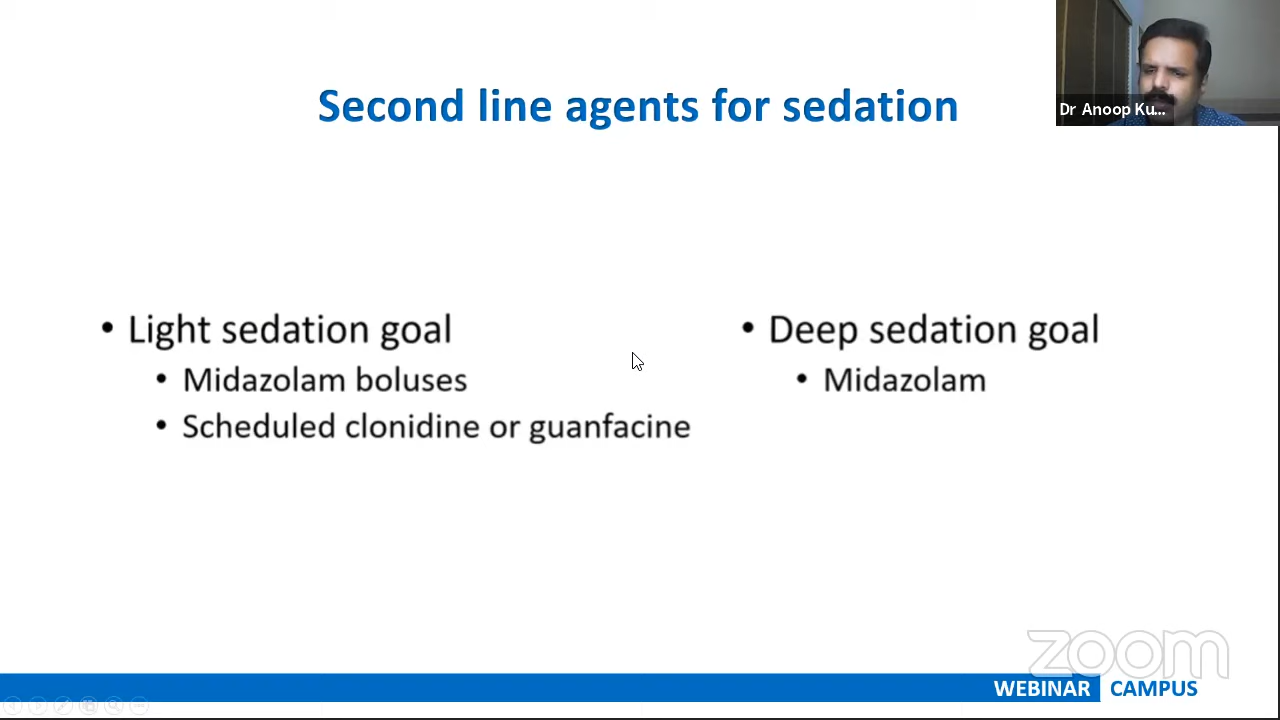 Second line agents for sedation
Dr Anoop Ku...
• Light sedation goal
• Midazolam boluses
• Scheduled clonidine or guanfacine
• Deep sedation goal
• Midazolam
zoom
WEBINAR CAMPUS